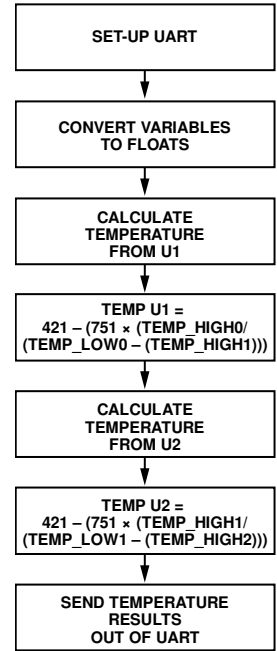 SET-UP UART
CONVERT VARIABLES
TO FLOATS
CALCULATE
TEMPERATURE
FROM U1
TEMP U1 =
421 – (751 × (TEMP_HIGH0/
(TEMP_LOW0 – (TEMP_HIGH1)))
CALCULATE
TEMPERATURE
FROM U2
TEMP U2 =
421 – (751 × (TEMP_HIGH1/
(TEMP_LOW1 – (TEMP_HIGH2)))
SEND TEMPERATURE
RESULTS
OUT OF UART